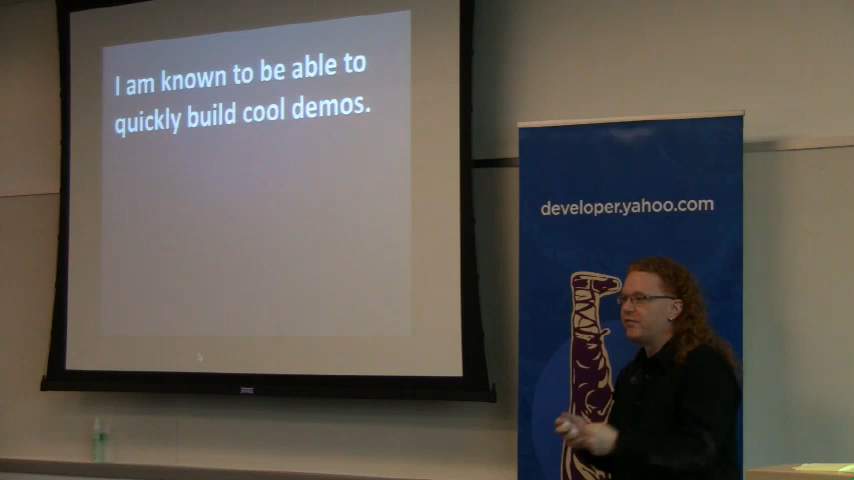 I am known to be able to
quickly build cool demos.
developer.yahoo.com